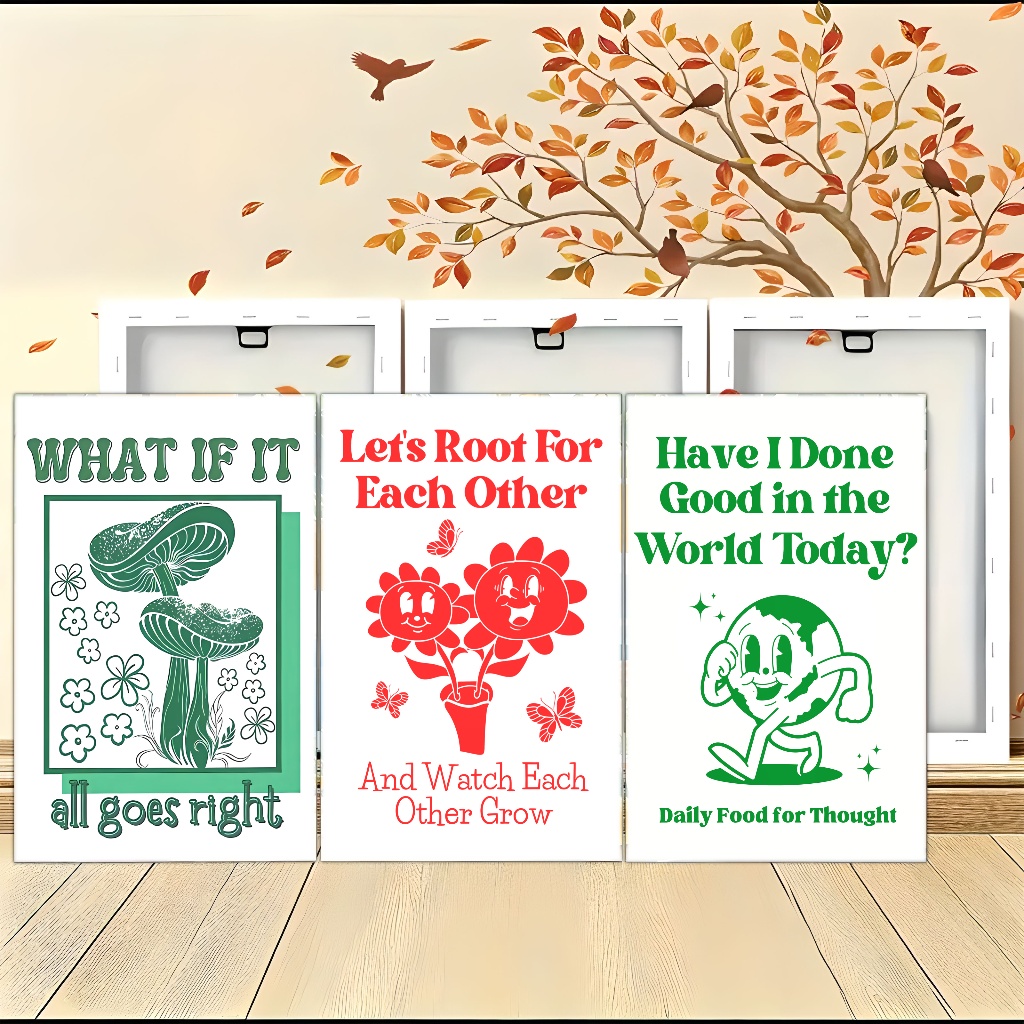 WHAT IF IT
all goes right
Let's Root For
Each Other
And Watch Each
Other Grow
Have I Done
Good in the
World Today?
Daily Food for Thought